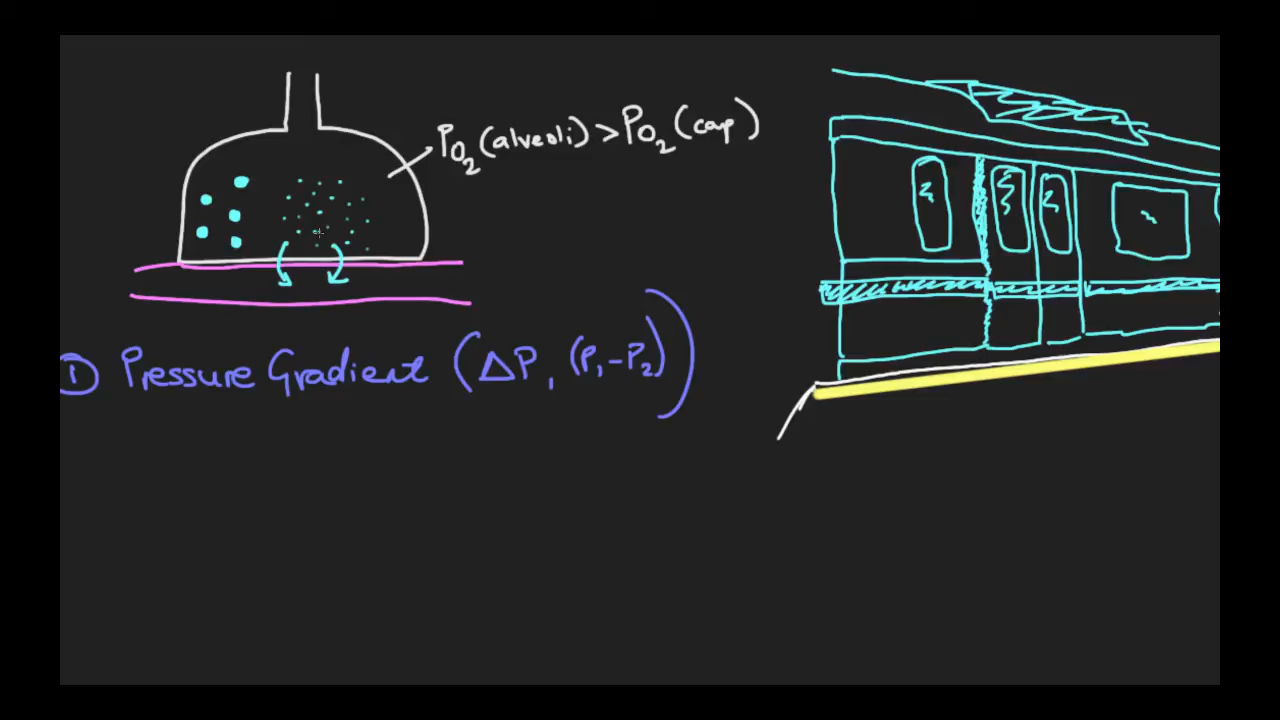 PO₂ (alveoli) > PO₂ (cap)
① Pressure Gradient (ΔP, (P₁-P₂))